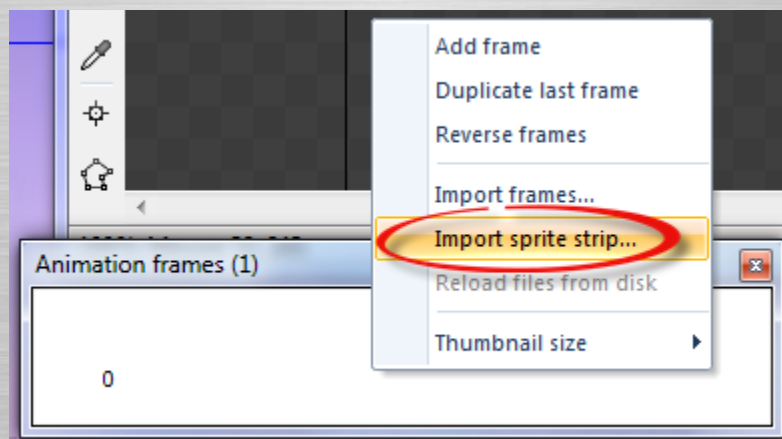 Add frame
Duplicate last frame
Reverse frames
Import frames...
Import sprite strip...
Animation frames (1)
Reload files from disk
Thumbnail size
0